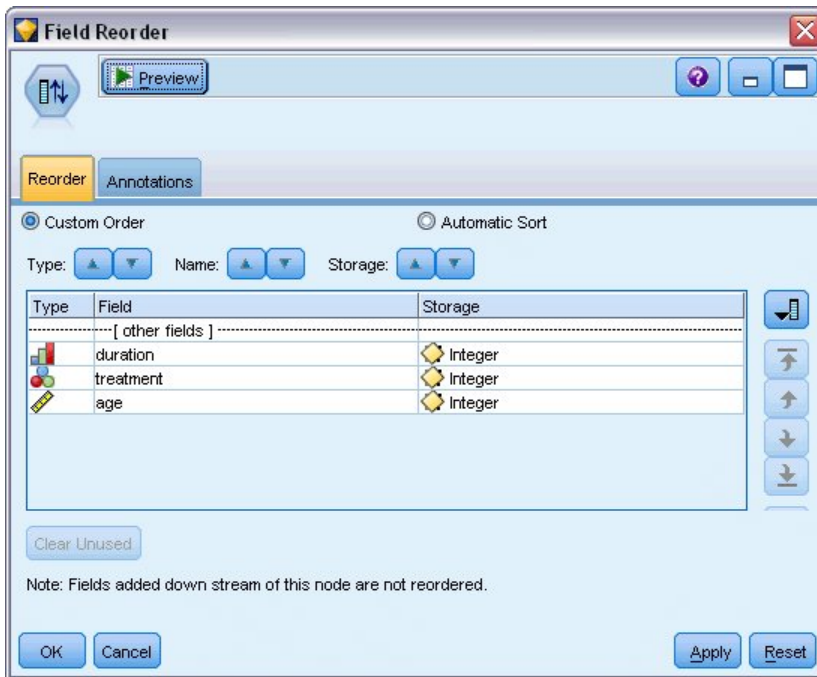 Field Reorder
Preview
Reorder Annotations
Custom Order Automatic Sort
Type: Name: Storage:
Type Field Storage
[ other fields ]
duration Integer
treatment Integer
age Integer
Clear Unused
Note: Fields added down stream of this node are not reordered.
OK Cancel Apply Reset